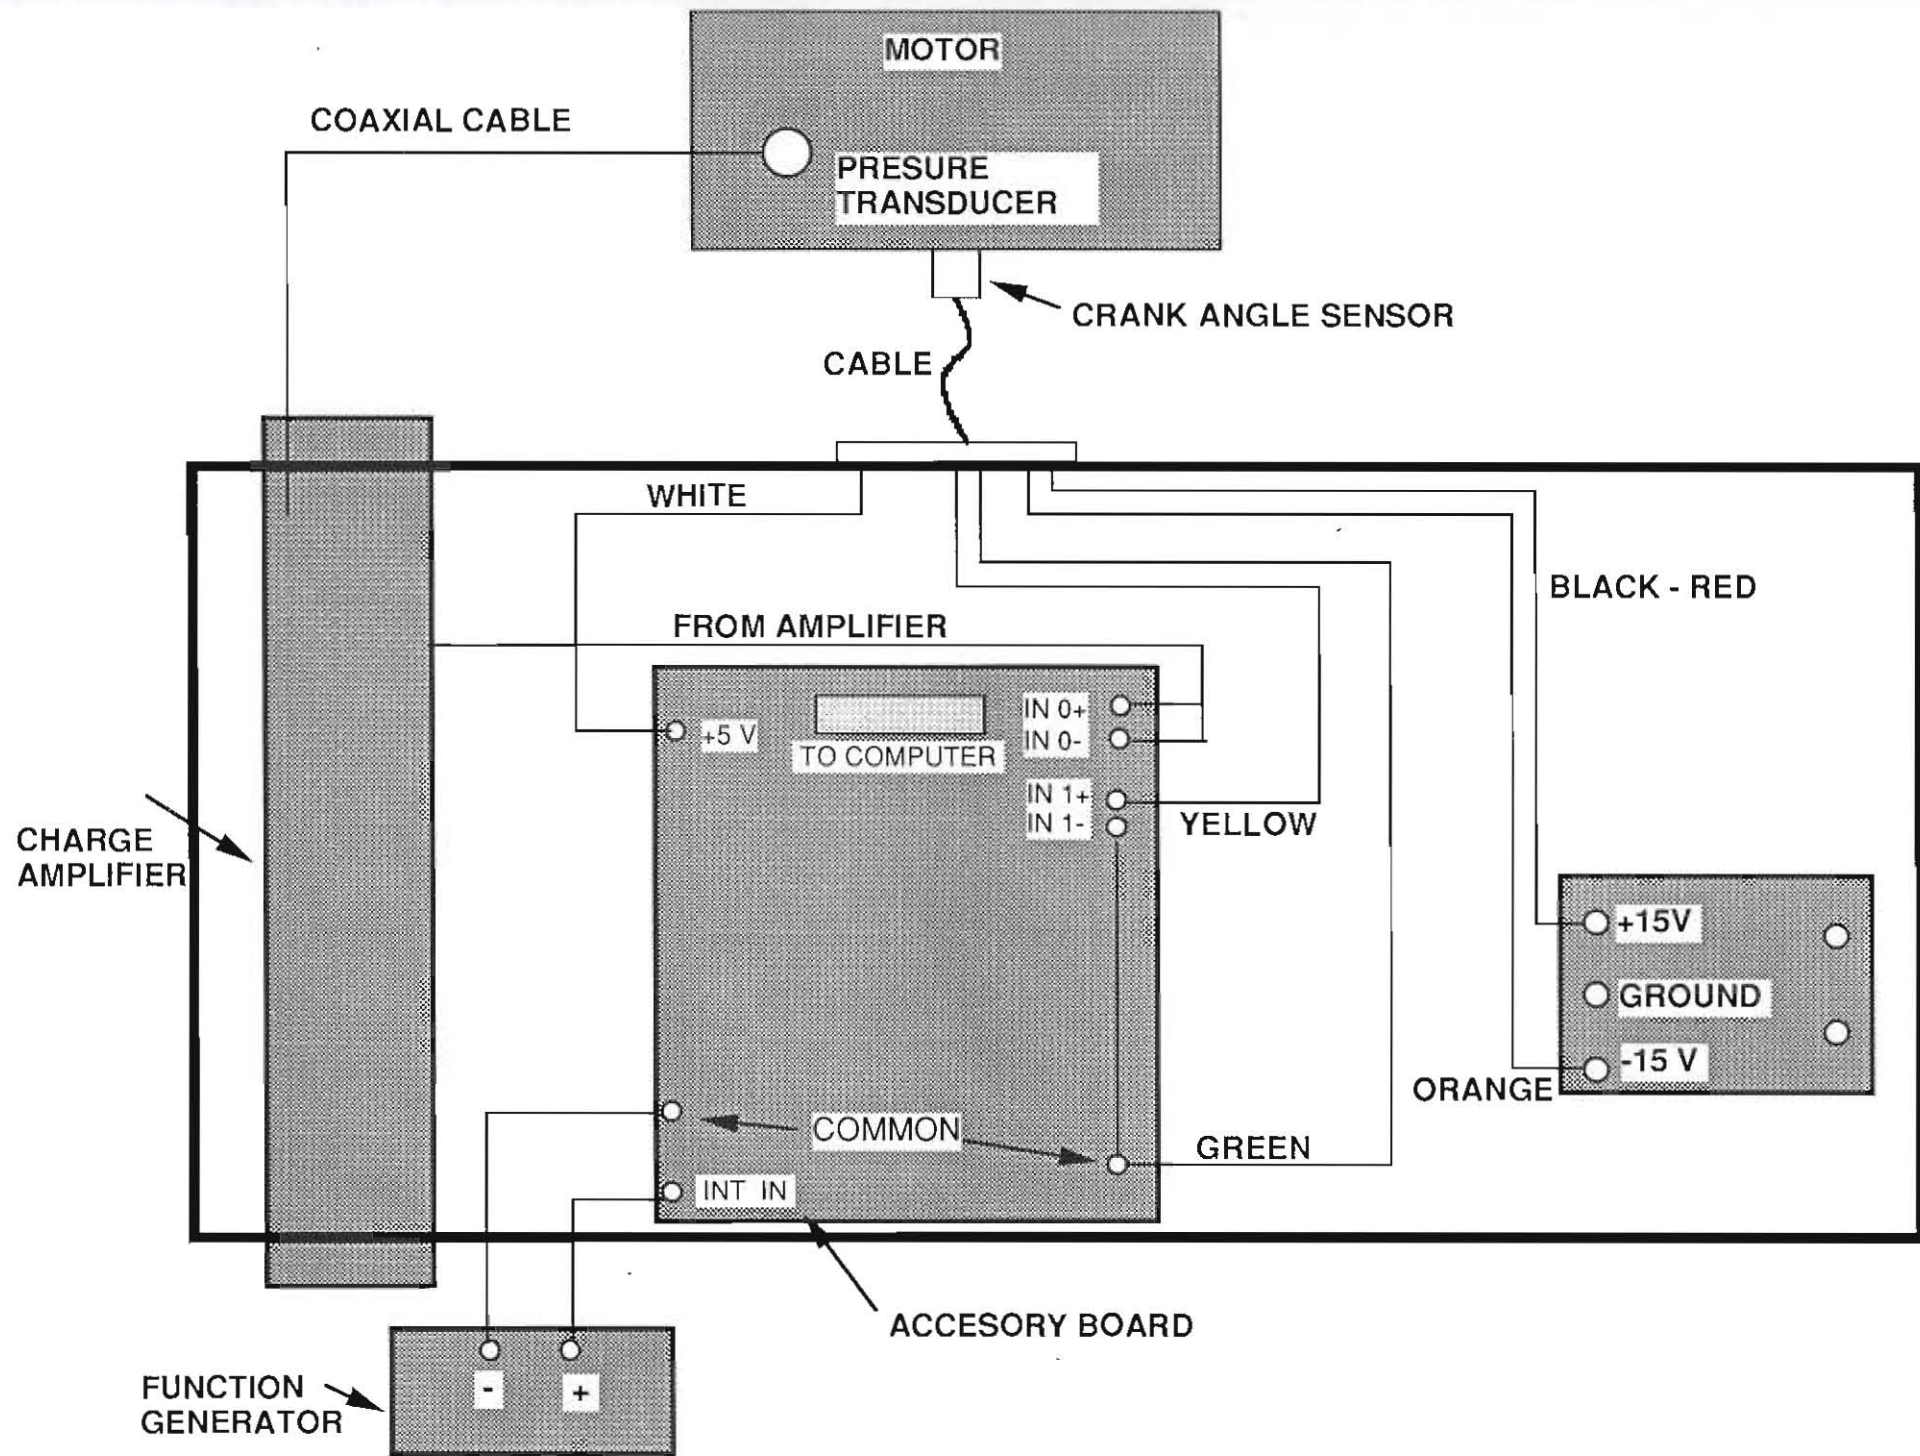 MOTOR
COAXIAL CABLE
PRESURE
TRANSDUCER
CRANK ANGLE SENSOR
CABLE
WHITE
BLACK - RED
FROM AMPLIFIER
IN 0+
+5 V
IN 0-
TO COMPUTER
IN 1+
IN 1-
YELLOW
CHARGE
AMPLIFIER
+15V
GROUND
-15 V
ORANGE
COMMON
GREEN
INT IN
ACCESORY BOARD
- +
FUNCTION
GENERATOR